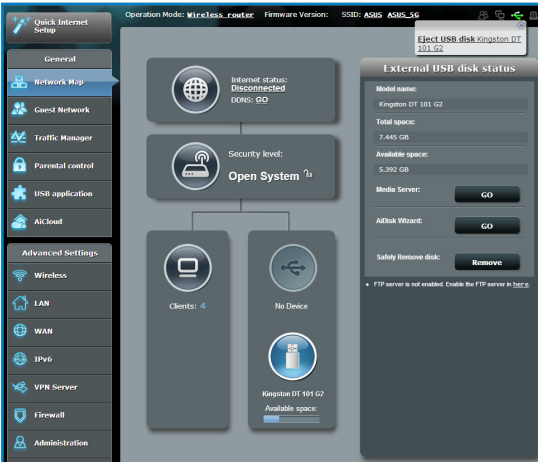 Quick Internet
Setup
Operation Mode: Wireless router Firmware Version: SSID: ASUS ASUS_5G
Eject USB disk Kingston DT
101 G2
General
Network Map
Guest Network
Traffic Manager
Parental control
USB application
AiCloud
Advanced Settings
Wireless
LAN
WAN
IPv6
VPN Server
Firewall
Administration
Internet status:
Disconnected
DDNS: GO
Security level:
Open System
Clients: 4
No Device
Kingston DT 101 G2
Available space:
External USB disk status
Model name:
Kingston DT 101 G2
Total space:
7.445 GB
Available space:
5.392 GB
Media Server:
GO
AiDisk Wizard:
GO
Safely Remove disk:
Remove
• FTP server is not enabled. Enable the FTP server in here.